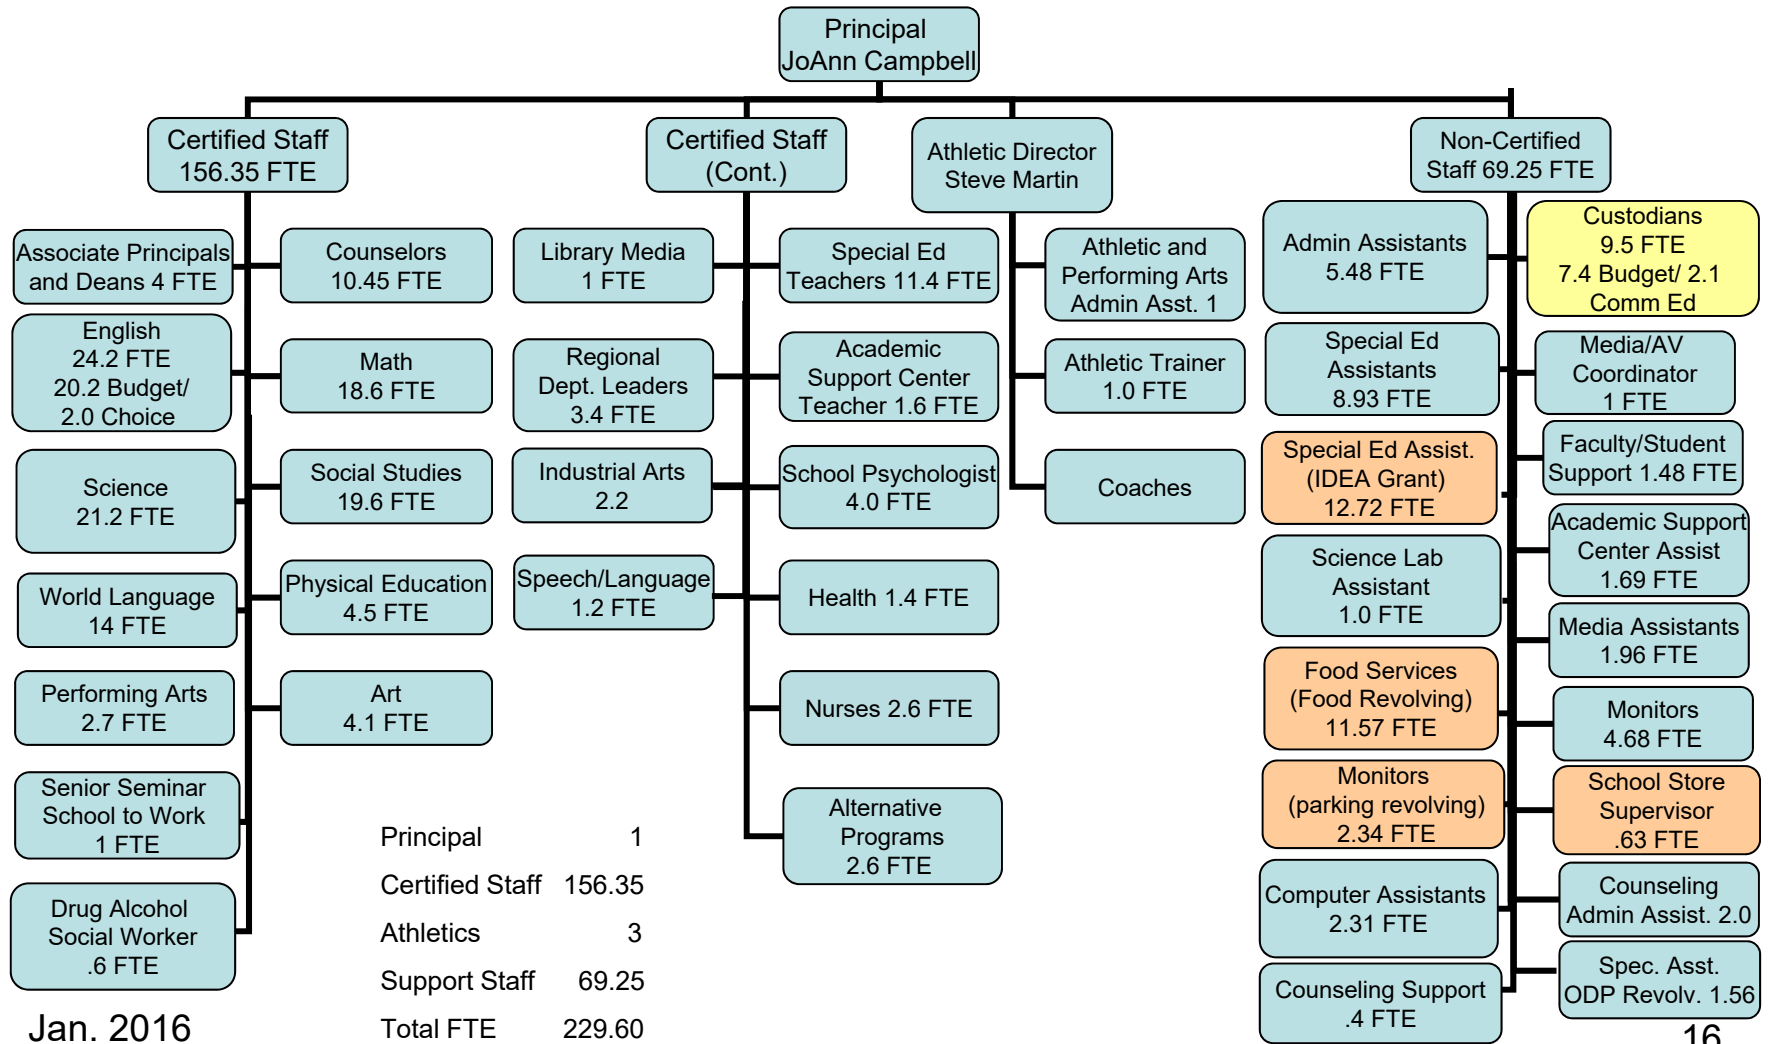 Principal
JoAnn Campbell
Certified Staff
156.35 FTE
Certified Staff
(Cont.)
Athletic Director
Steve Martin
Non-Certified
Staff 69.25 FTE
Associate Principals
and Deans 4 FTE
Counselors
10.45 FTE
English
24.2 FTE
20.2 Budget/
2.0 Choice
Math
18.6 FTE
Science
21.2 FTE
Social Studies
19.6 FTE
World Language
14 FTE
Physical Education
4.5 FTE
Performing Arts
2.7 FTE
Art
4.1 FTE
Senior Seminar
School to Work
1 FTE
Drug Alcohol
Social Worker
.6 FTE
Library Media
1 FTE
Special Ed
Teachers 11.4 FTE
Regional
Dept. Leaders
3.4 FTE
Academic
Support Center
Teacher 1.6 FTE
Industrial Arts
2.2
School Psychologist
4.0 FTE
Speech/Language
1.2 FTE
Health 1.4 FTE
Nurses 2.6 FTE
Alternative
Programs
2.6 FTE
Athletic and
Performing Arts
Admin Asst. 1
Athletic Trainer
1.0 FTE
Coaches
Admin Assistants
5.48 FTE
Custodians
9.5 FTE
7.4 Budget/ 2.1
Comm Ed
Special Ed
Assistants
8.93 FTE
Media/AV
Coordinator
1 FTE
Special Ed Assist.
(IDEA Grant)
12.72 FTE
Faculty/Student
Support 1.48 FTE
Science Lab
Assistant
1.0 FTE
Academic Support
Center Assist
1.69 FTE
Media Assistants
1.96 FTE
Food Services
(Food Revolving)
11.57 FTE
Monitors
4.68 FTE
Monitors
(parking revolving)
2.34 FTE
School Store
Supervisor
.63 FTE
Computer Assistants
2.31 FTE
Counseling
Admin Assist. 2.0
Counseling Support
.4 FTE
Spec. Asst.
ODP Revolv. 1.56
Principal 1
Certified Staff 156.35
Athletics 3
Support Staff 69.25
Total FTE 229.60
Jan. 2016
16